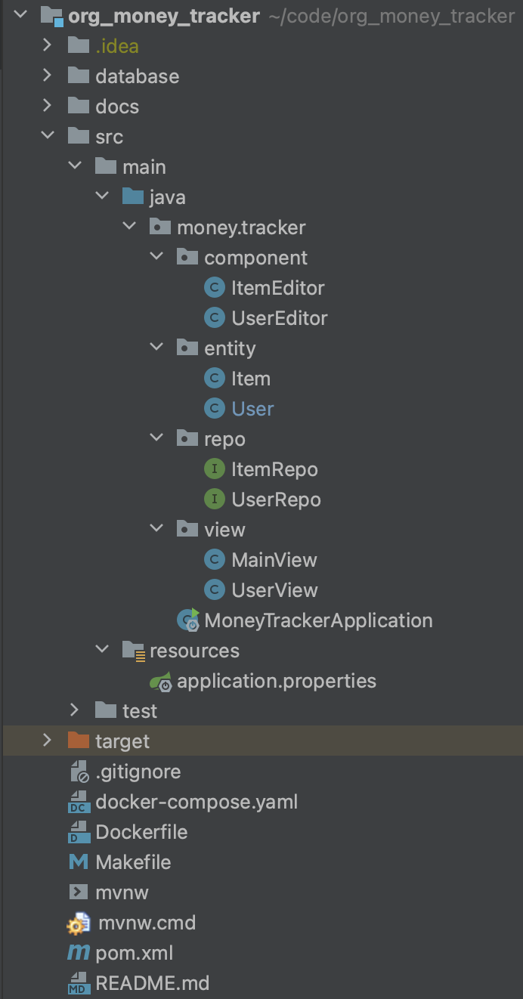 org_money_tracker ~/code/org_money_tracker
.idea
database
docs
src
main
java
money.tracker
component
C ItemEditor
C UserEditor
entity
C Item
C User
repo
I ItemRepo
I UserRepo
view
C MainView
C UserView
C MoneyTrackerApplication
resources
application.properties
test
target
.gitignore
DC docker-compose.yaml
D Dockerfile
M Makefile
mvnw
mvnw.cmd
m pom.xml
MD README.md